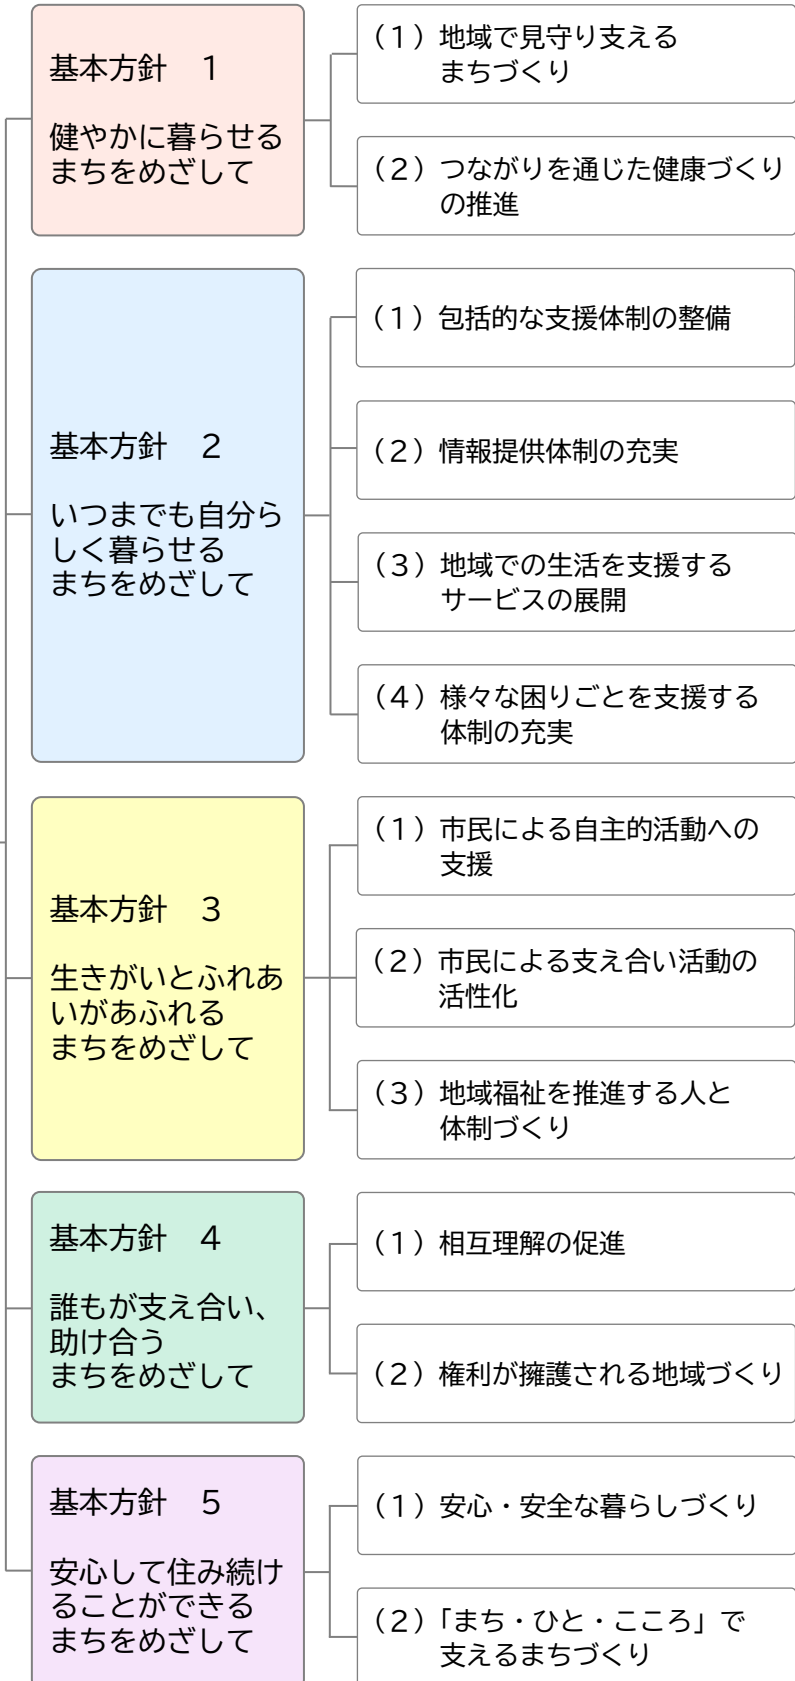 基本方針　1
健やかに暮らせる
まちをめざして
（1）地域で見守り支える
まちづくり
（2）つながりを通じた健康づくり
の推進
基本方針　2
いつまでも自分ら
しく暮らせる
まちをめざして
（1）包括的な支援体制の整備
（2）情報提供体制の充実
（3）地域での生活を支援する
サービスの展開
（4）様々な困りごとを支援する
体制の充実
基本方針　3
生きがいとふれあ
いがあふれる
まちをめざして
（1）市民による自主的活動への
支援
（2）市民による支え合い活動の
活性化
（3）地域福祉を推進する人と
体制づくり
基本方針　4
誰もが支え合い、
助け合う
まちをめざして
（1）相互理解の促進
（2）権利が擁護される地域づくり
基本方針　5
安心して住み続け
ることができる
まちをめざして
（1）安心・安全な暮らしづくり
（2）「まち・ひと・こころ」で
支えるまちづくり